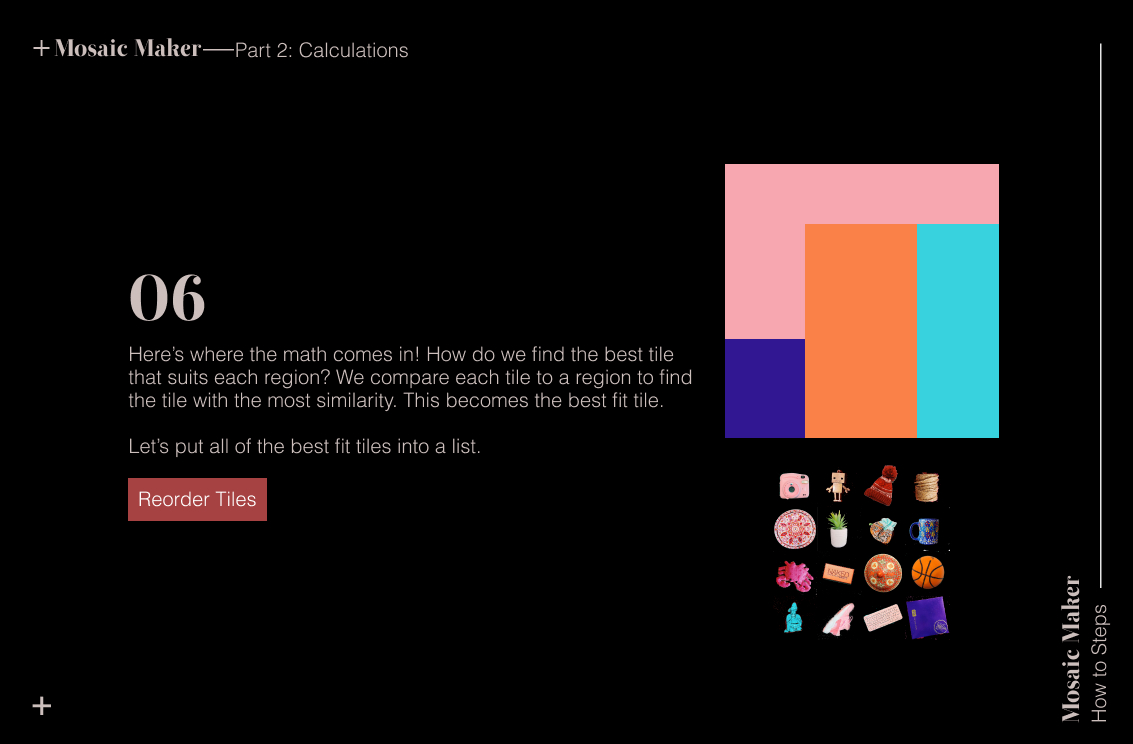 + Mosaic Maker — Part 2: Calculations
06
Here’s where the math comes in! How do we find the best tile
that suits each region? We compare each tile to a region to find
the tile with the most similarity. This becomes the best fit tile.
Let’s put all of the best fit tiles into a list.
Reorder Tiles
NAKED
Mosaic Maker
How to Steps
+